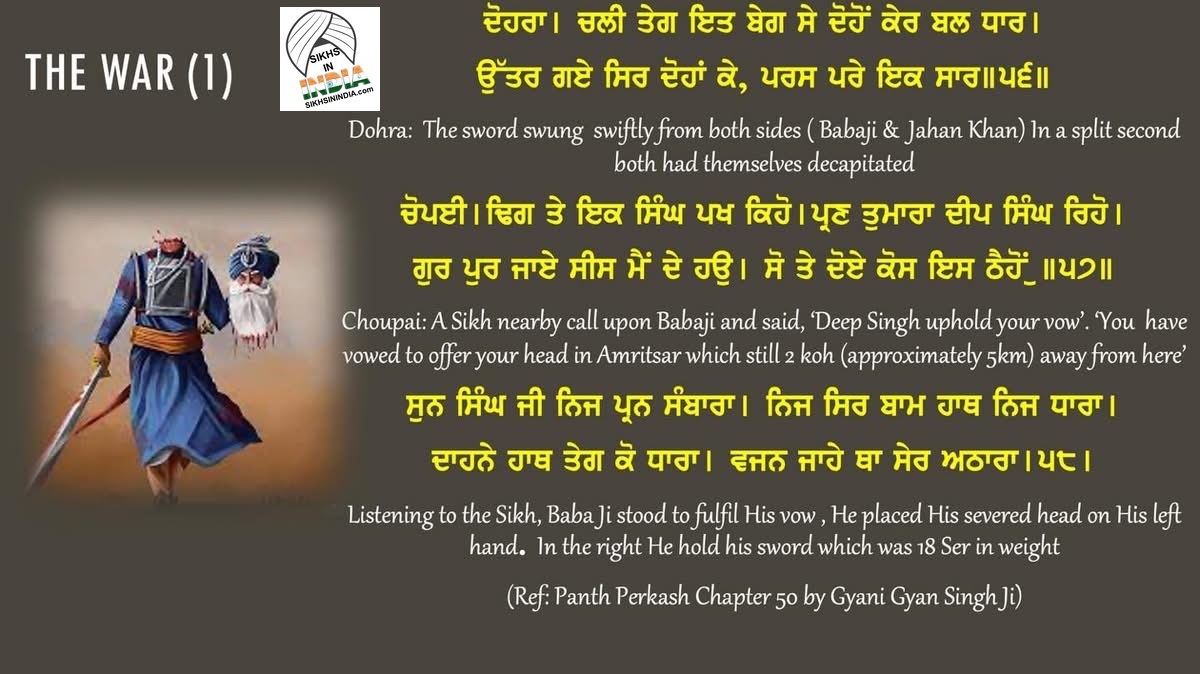 THE WAR (1)
SIKHS
IN
INDIA
SIKHSININDIA.com
ਦੋਹਰਾ। ਚਲੀ ਤੇਗ ਇਤ ਬੇਗ ਸੇ ਦੋਹੋਂ ਕੇਰ ਬਲ ਧਾਰ।
ਉੱਤਰ ਗਏ ਸਿਰ ਦੋਹਾਂ ਕੇ, ਪਰਸ ਪਰੇ ਇਕ ਸਾਰ॥੫੬॥
Dohra: The sword swung swiftly from both sides ( Babaji & Jahan Khan) In a split second
both had themselves decapitated
ਚੋਪਈ।ਢਿਗ ਤੇ ਇਕ ਸਿੰਘ ਪਖ ਕਿਹੋ।ਪ੍ਰਣ ਤੁਮਾਰਾ ਦੀਪ ਸਿੰਘ ਰਿਹੋ।
ਗੁਰ ਪੁਰ ਜਾਏ ਸੀਸ ਮੈਂ ਦੇ ਹਉ। ਸੋ ਤੇ ਦੋਏ ਕੋਸ ਇਸ ਠੈਹੋਂੁ ॥੫੭॥
Choupai: A Sikh nearby call upon Babaji and said, ‘Deep Singh uphold your vow’. ‘You have
vowed to offer your head in Amritsar which still 2 koh (approximately 5km) away from here’
ਸੁਨ ਸਿੰਘ ਜੀ ਨਿਜ ਪ੍ਰਨ ਸੰਬਾਰਾ। ਨਿਜ ਸਿਰ ਬਾਮ ਹਾਥ ਨਿਜ ਧਾਰਾ।
ਦਾਹਨੇ ਹਾਥ ਤੇਗ ਕੋ ਧਾਰਾ। ਵਜਨ ਜਾਹੇ ਥਾ ਸੇਰ ਅਠਾਰਾ।੫੮।
Listening to the Sikh, Baba Ji stood to fulfil His vow , He placed His severed head on His left
hand. In the right He hold his sword which was 18 Ser in weight
(Ref: Panth Perkash Chapter 50 by Gyani Gyan Singh Ji)